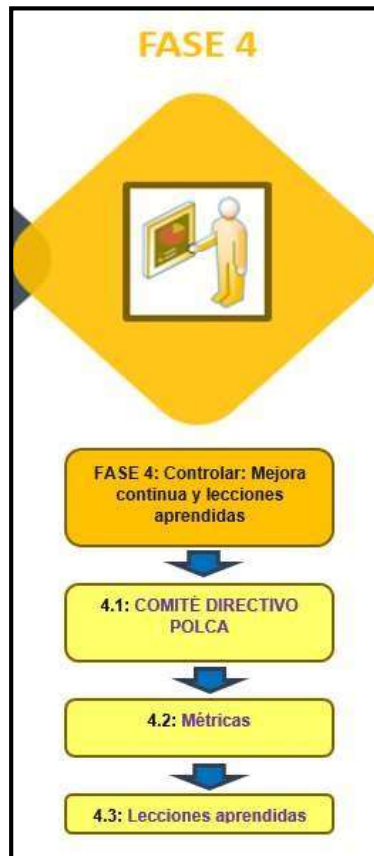 FASE 4
FASE 4: Controlar: Mejora
continua y lecciones
aprendidas
4.1: COMITÉ DIRECTIVO
POLCA
4.2: Métricas
4.3: Lecciones aprendidas